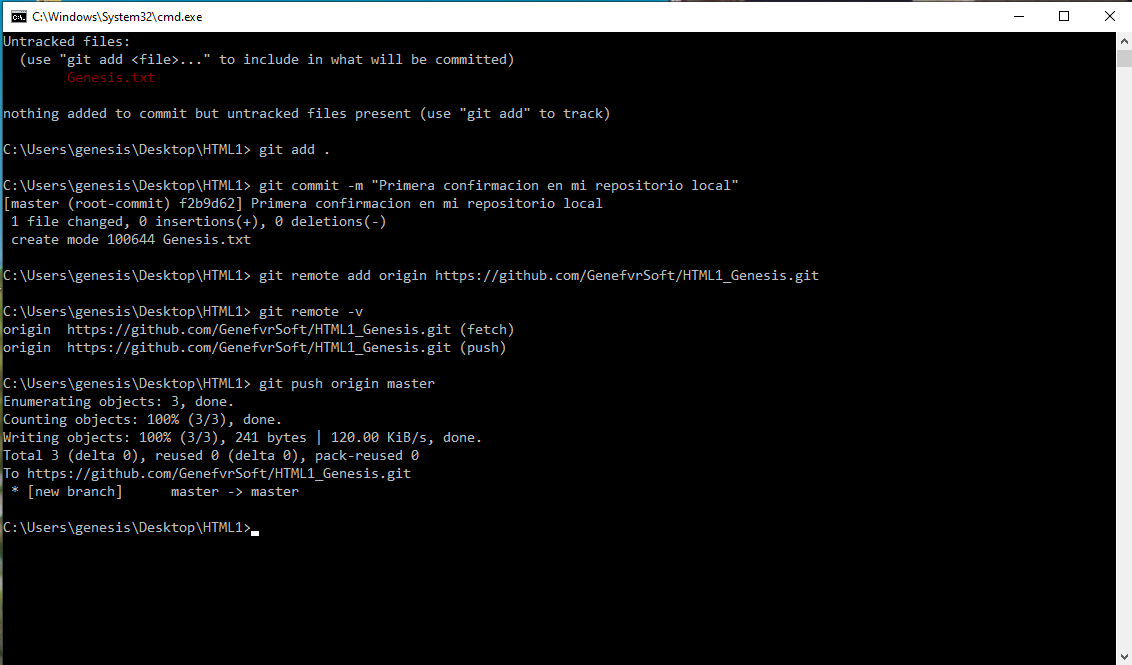 C:\Windows\System32\cmd.exe
Untracked files:
  (use "git add <file>..." to include in what will be committed)
        Genesis.txt
nothing added to commit but untracked files present (use "git add" to track)
C:\Users\genesis\Desktop\HTML1> git add .
C:\Users\genesis\Desktop\HTML1> git commit -m "Primera confirmacion en mi repositorio local"
[master (root-commit) f2b9d62] Primera confirmacion en mi repositorio local
 1 file changed, 0 insertions(+), 0 deletions(-)
 create mode 100644 Genesis.txt
C:\Users\genesis\Desktop\HTML1> git remote add origin https://github.com/GenefvrSoft/HTML1_Genesis.git
C:\Users\genesis\Desktop\HTML1> git remote -v
origin  https://github.com/GenefvrSoft/HTML1_Genesis.git (fetch)
origin  https://github.com/GenefvrSoft/HTML1_Genesis.git (push)
C:\Users\genesis\Desktop\HTML1> git push origin master
Enumerating objects: 3, done.
Counting objects: 100% (3/3), done.
Writing objects: 100% (3/3), 241 bytes | 120.00 KiB/s, done.
Total 3 (delta 0), reused 0 (delta 0), pack-reused 0
To https://github.com/GenefvrSoft/HTML1_Genesis.git
 * [new branch]      master -> master
C:\Users\genesis\Desktop\HTML1>